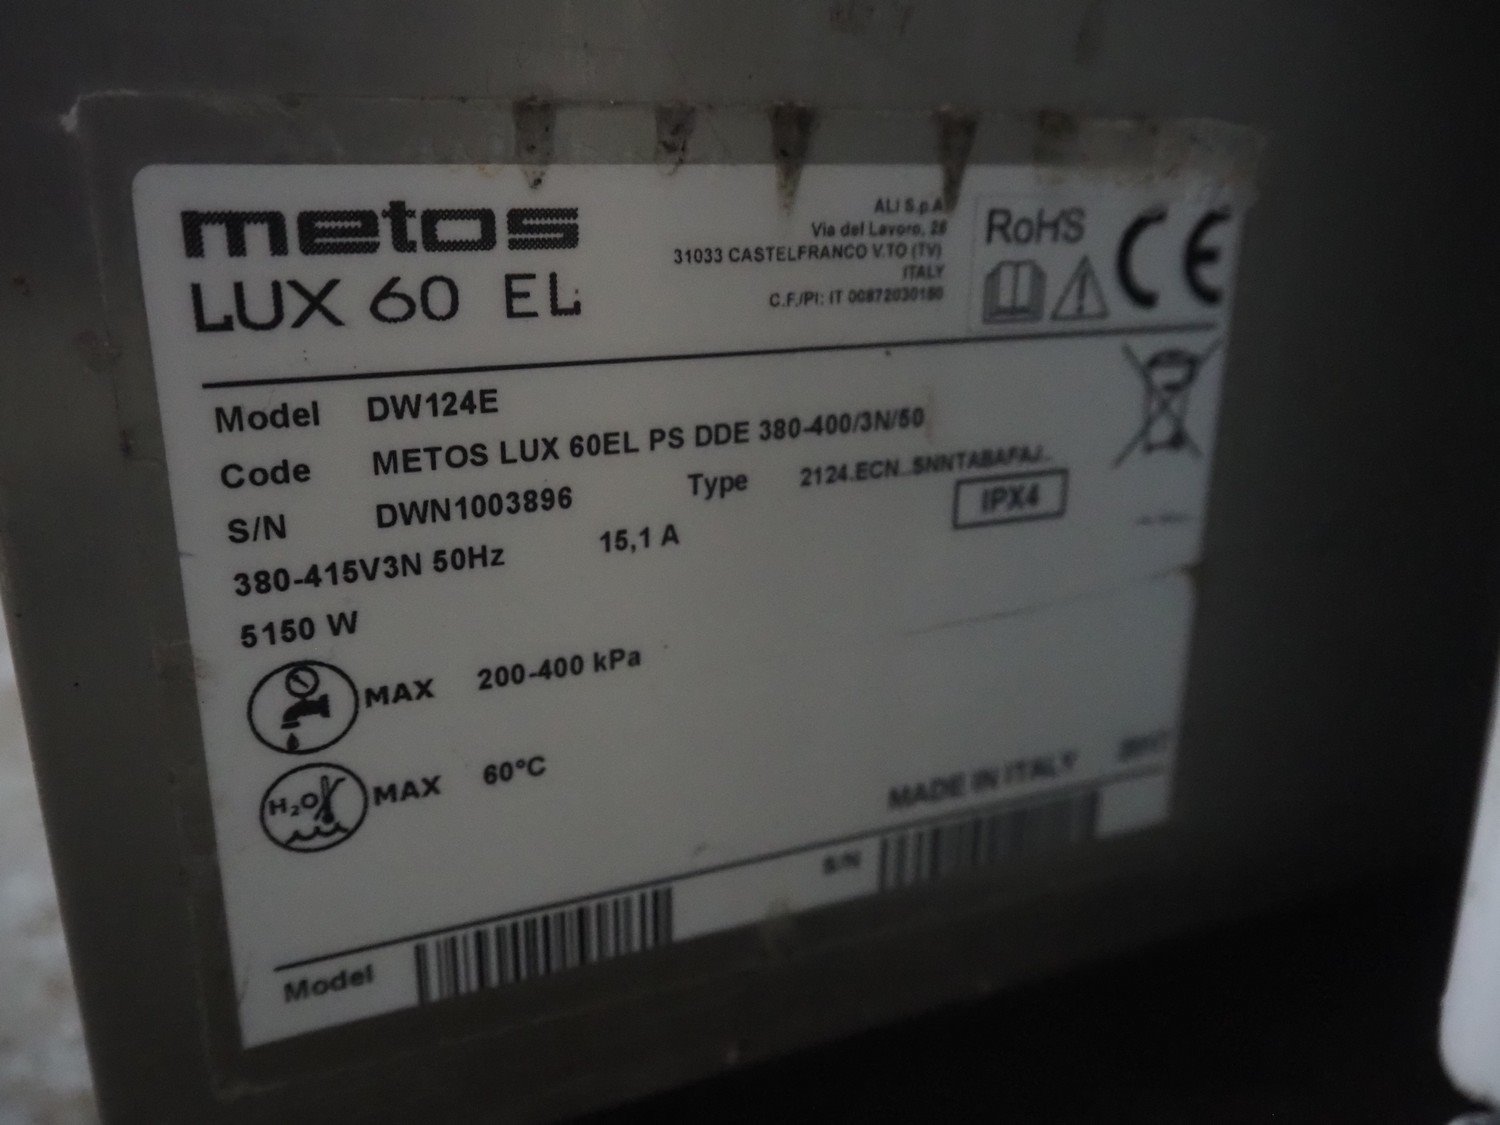 metos
LUX 60 EL
ALI S.p.A
Via del Lavoro, 28
31033 CASTELFRANCO V.TO (TV)
ITALY
C.F./PI: IT 00872030150
RoHS
CE
Model DW124E
Code METOS LUX 60EL PS DDE 380-400/3N/50
S/N DWN1003896 Type 2124.ECN..SNNTABAFAJ..
380-415V3N 50Hz 15,1 A IPX4
5150 W
MAX 200-400 kPa
H2O MAX 60°C
MADE IN ITALY
Model S/N